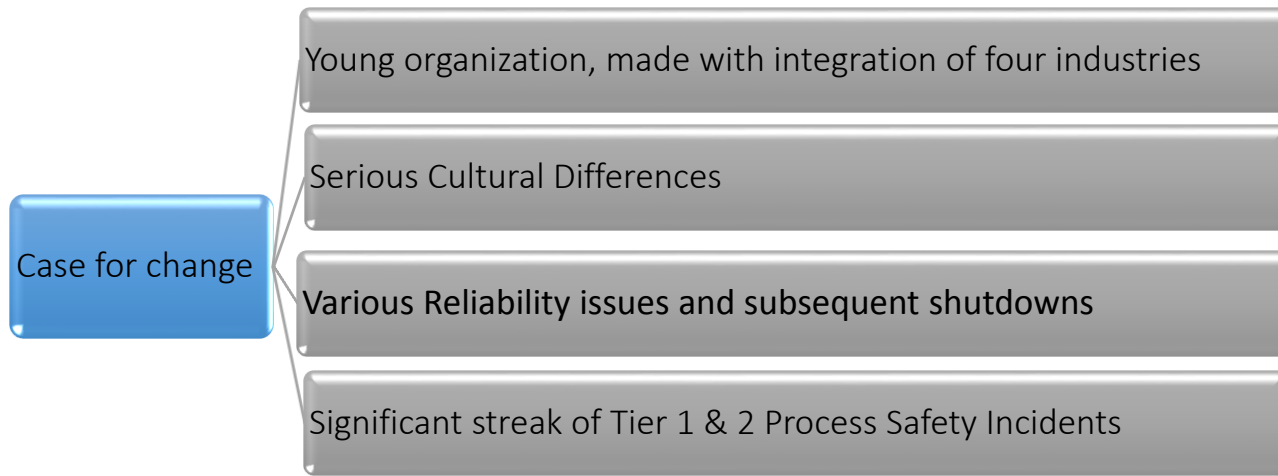 Young organization, made with integration of four industries
Serious Cultural Differences
Case for change
Various Reliability issues and subsequent shutdowns
Significant streak of Tier 1 & 2 Process Safety Incidents